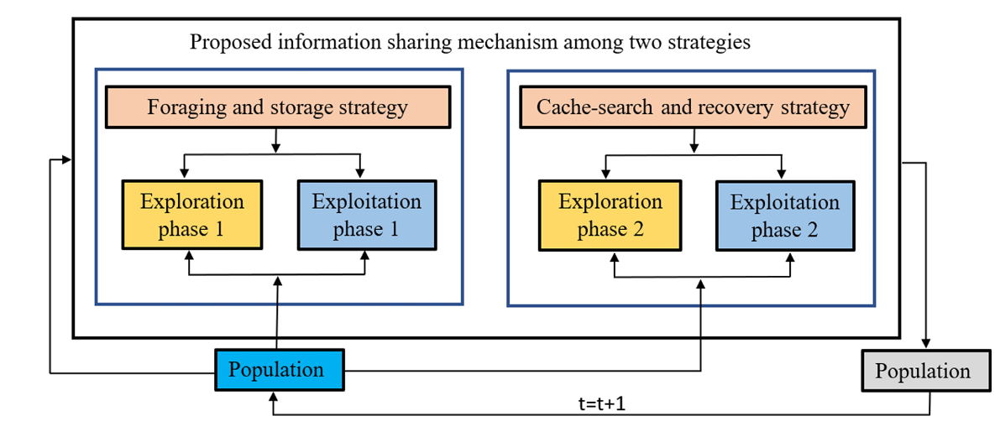 Proposed information sharing mechanism among two strategies
Foraging and storage strategy
Exploration
phase 1
Exploitation
phase 1
Cache-search and recovery strategy
Exploration
phase 2
Exploitation
phase 2
Population
Population
t=t+1